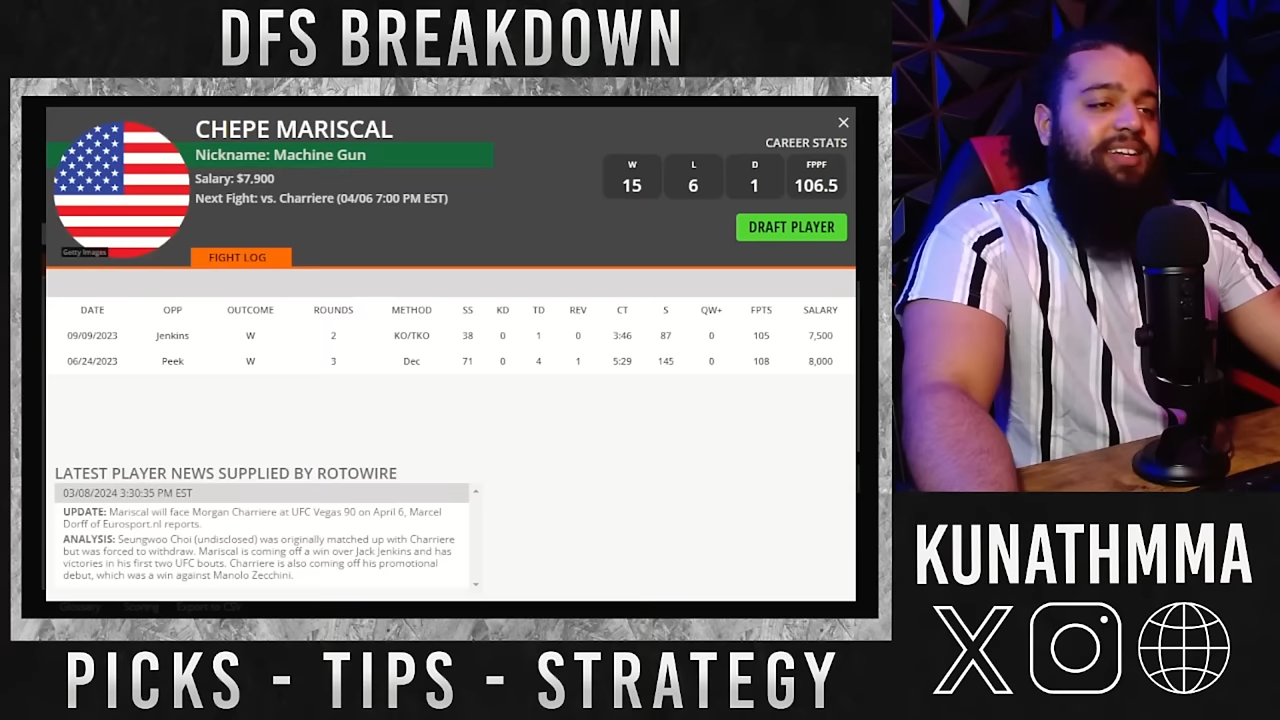 DFS BREAKDOWN
CHEPE MARISCAL
Nickname: Machine Gun
Salary: $7,900
Next Fight: vs. Charriere (04/06 7:00 PM EST)
Getty Images
×
CAREER STATS
W L D FPPF
15 6 1 106.5
DRAFT PLAYER
FIGHT LOG
DATE OPP OUTCOME ROUNDS METHOD SS KD TD REV CT S QW+ FPTS SALARY
09/09/2023 Jenkins W 2 KO/TKO 38 0 1 0 3:46 87 0 105 7,500
06/24/2023 Peek W 3 Dec 71 0 4 1 5:29 145 0 108 8,000
LATEST PLAYER NEWS SUPPLIED BY ROTOWIRE
03/08/2024 3:30:35 PM EST
UPDATE: Mariscal will face Morgan Charriere at UFC Vegas 90 on April 6, Marcel
Dorff of Eurosport.nl reports.
ANALYSIS: Seungwoo Choi (undisclosed) was originally matched up with Charriere
but was forced to withdraw. Mariscal is coming off a win over Jack Jenkins and has
victories in his first two UFC bouts. Charriere is also coming off his promotional
debut, which was a win against Manolo Zecchini.
Glossary Scoring Export to CSV
KUNATHMMA
PICKS - TIPS - STRATEGY